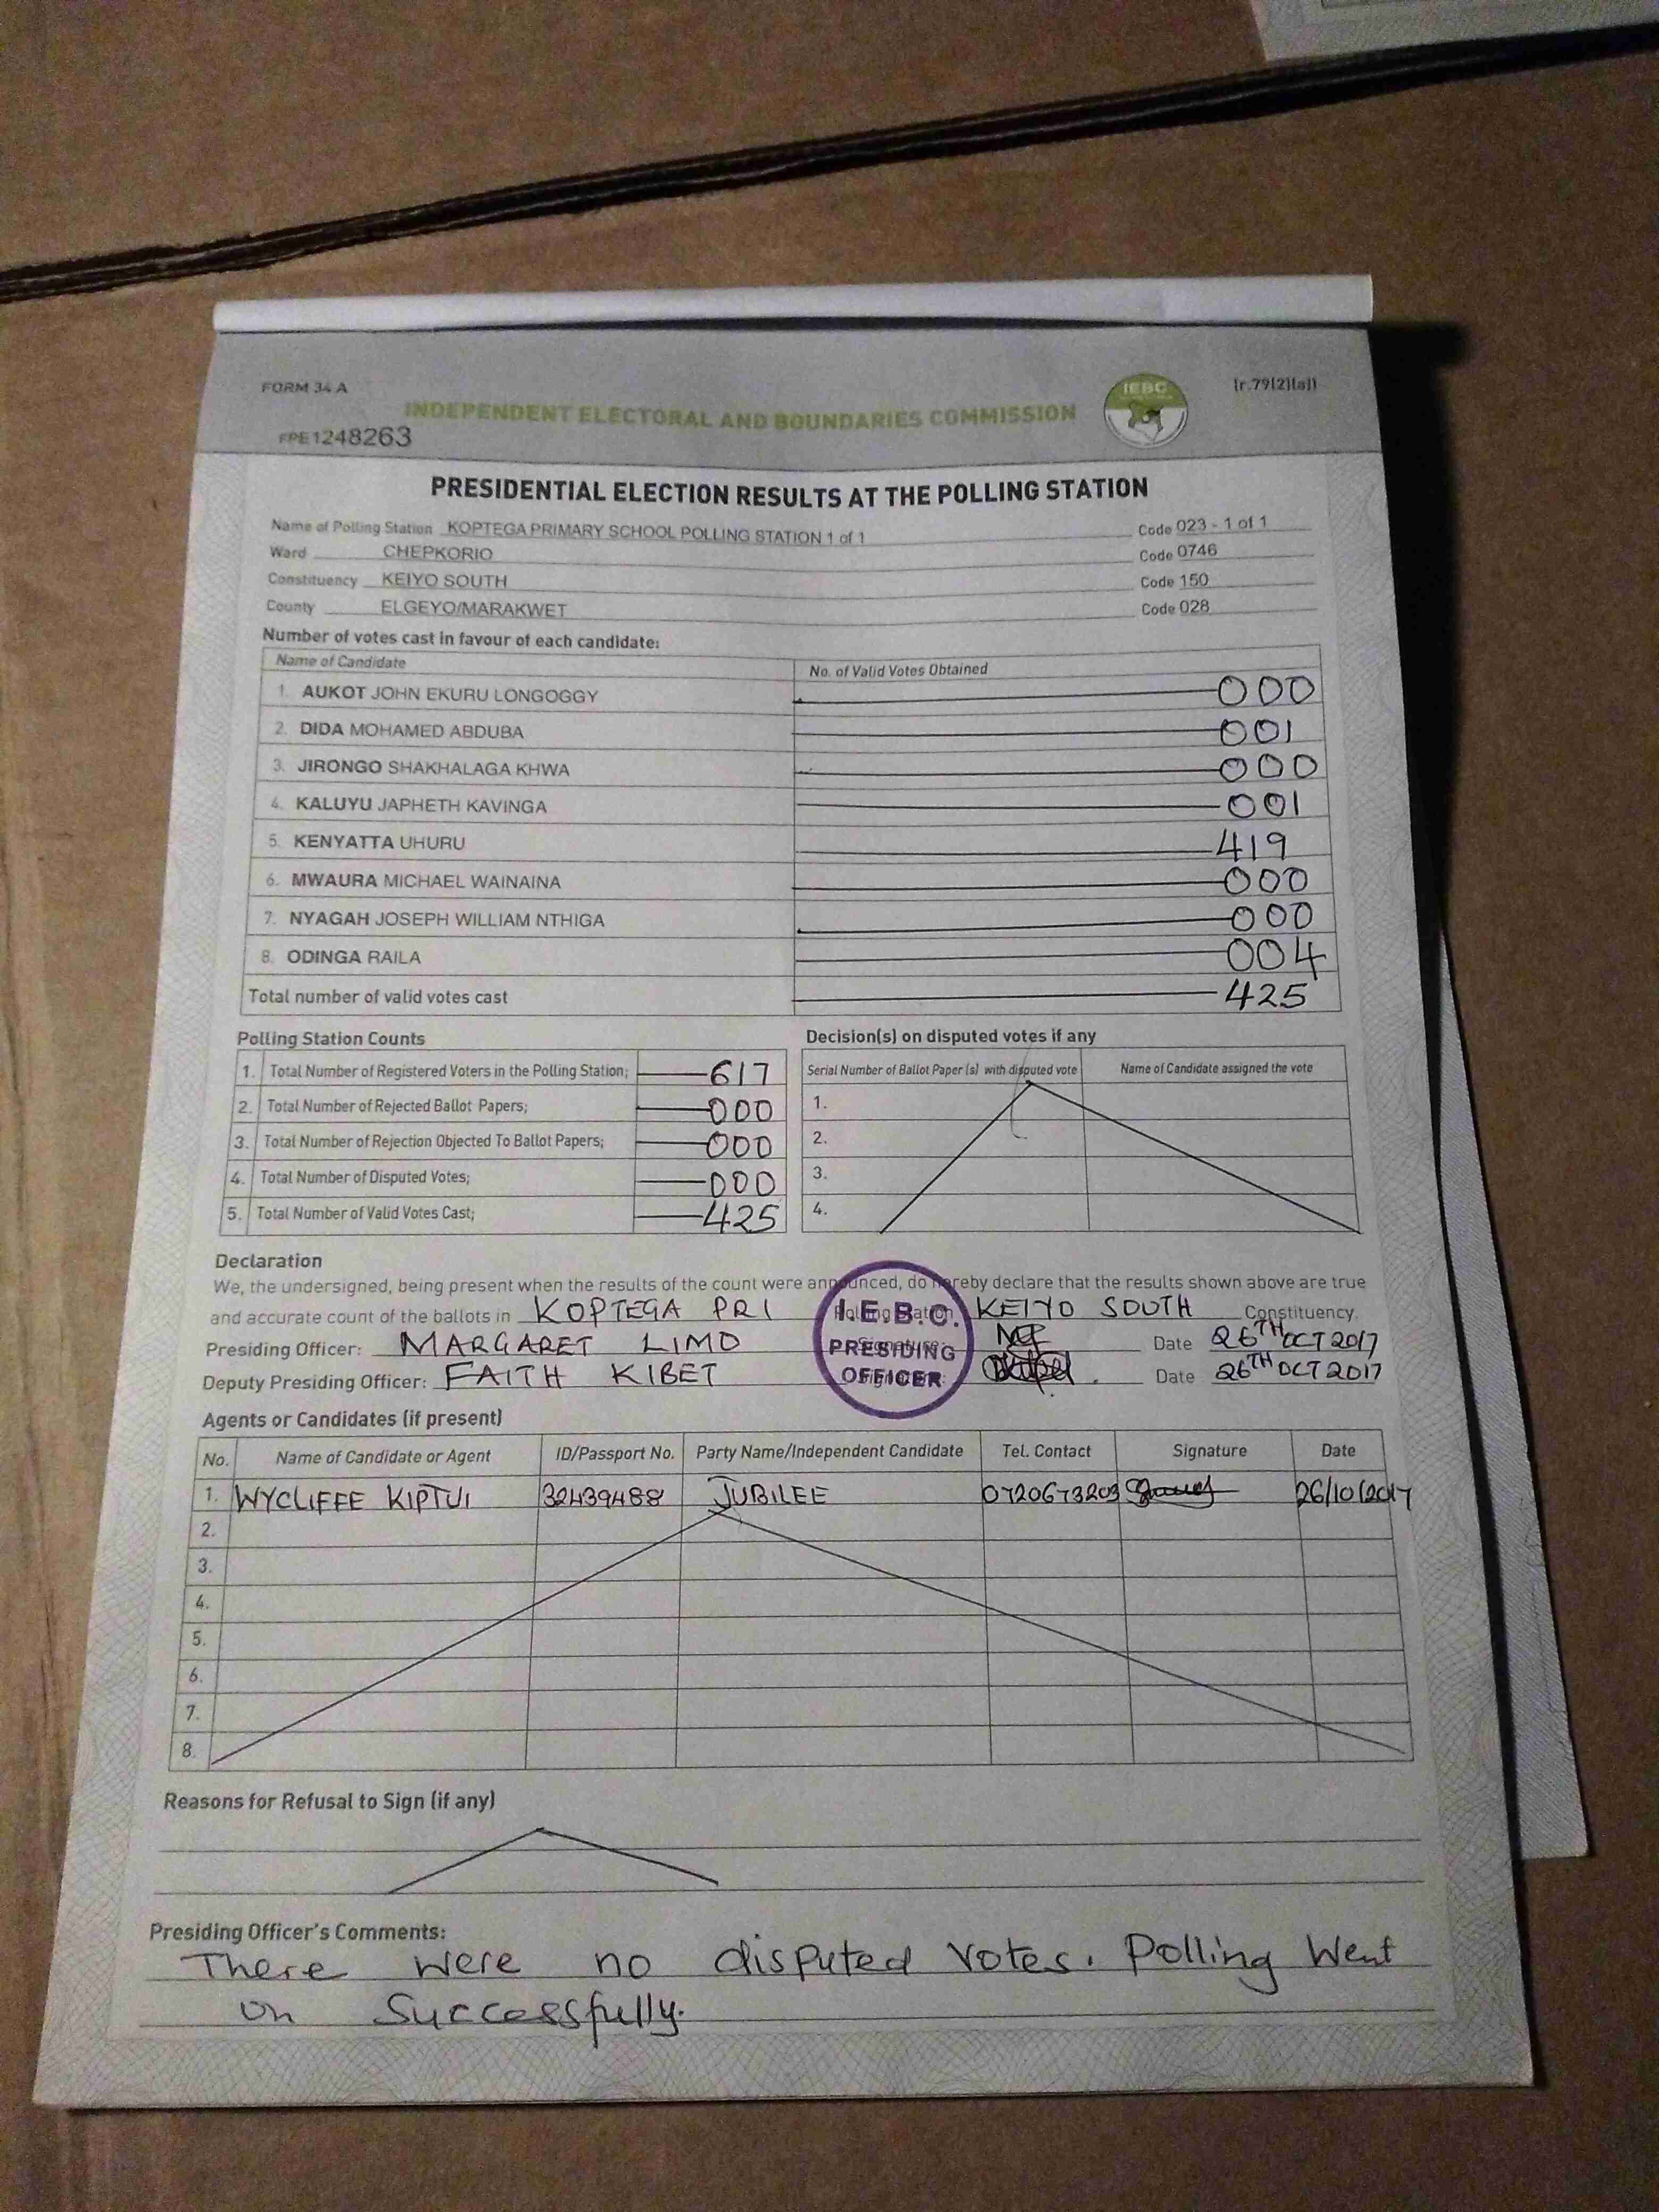 FORM 34 A
IEBC
[r.79(2)(a)]
INDEPENDENT ELECTORAL AND BOUNDARIES COMMISSION
FPE1248263
PRESIDENTIAL ELECTION RESULTS AT THE POLLING STATION
Name of Polling Station KOPTEGA PRIMARY SCHOOL POLLING STATION 1 of 1 Code 023 - 1 of 1
Ward CHEPKORIO Code 0746
Constituency KEIYO SOUTH Code 150
County ELGEYO/MARAKWET Code 028
Number of votes cast in favour of each candidate:
Name of Candidate No. of Valid Votes Obtained
1. AUKOT JOHN EKURU LONGOGGY 000
2. DIDA MOHAMED ABDUBA 001
3. JIRONGO SHAKHALAGA KHWA 000
4. KALUYU JAPHETH KAVINGA 001
5. KENYATTA UHURU 419
6. MWAURA MICHAEL WAINAINA 000
7. NYAGAH JOSEPH WILLIAM NTHIGA 000
8. ODINGA RAILA 004
Total number of valid votes cast 425
Polling Station Counts
1. Total Number of Registered Voters in the Polling Station; 617
2. Total Number of Rejected Ballot Papers; 000
3. Total Number of Rejection Objected To Ballot Papers; 000
4. Total Number of Disputed Votes; 000
5. Total Number of Valid Votes Cast; 425
Decision(s) on disputed votes if any
Serial Number of Ballot Paper (s) with disputed vote Name of Candidate assigned the vote
1.
2.
3.
4.
Declaration
We, the undersigned, being present when the results of the count were announced, do hereby declare that the results shown above are true
and accurate count of the ballots in KOPTEGA PRI Polling Station KEIYO SOUTH Constituency.
Presiding Officer: MARGARET LIMO Signature: Date 26TH OCT 2017
Deputy Presiding Officer: FAITH KIBET Signature: Date 26TH OCT 2017
I.E.B.C.
PRESIDING
OFFICER
Agents or Candidates (if present)
No. Name of Candidate or Agent ID/Passport No. Party Name/Independent Candidate Tel. Contact Signature Date
1. WYCLIFFE KIPTUI 32439488 JUBILEE 0720673203 26/10/2017
2.
3.
4.
5.
6.
7.
8.
Reasons for Refusal to Sign (if any)
Presiding Officer's Comments:
There were no disputed votes. Polling Went
on Successfully.